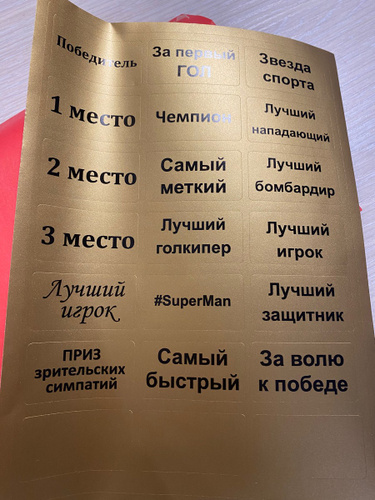 Победитель
За первый
ГОЛ
Звезда
спорта
1 место
Чемпион
Лучший
нападающий
2 место
Самый
меткий
Лучший
бомбардир
3 место
Лучший
голкипер
Лучший
игрок
Лучший
игрок
#SuperMan
Лучший
защитник
ПРИЗ
зрительских
симпатий
Самый
быстрый
За волю
к победе